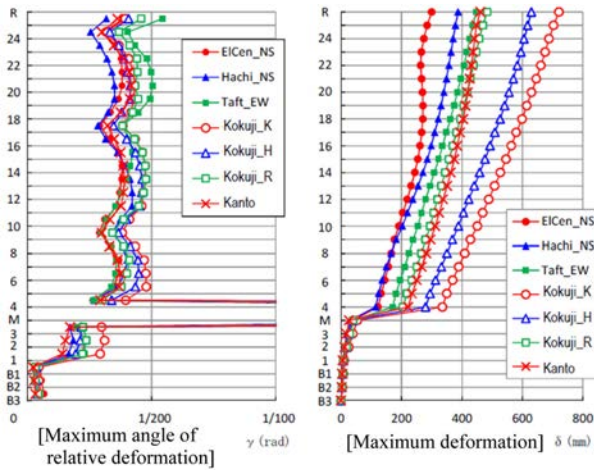 R
24
22
20
18
16
14
12
10
8
6
4
M
3
2
1
B1
B2
B3
ElCen_NS
Hachi_NS
Taft_EW
Kokuji_K
Kokuji_H
Kokuji_R
Kanto
0
1/200
1/100
[Maximum angle of
relative deformation]
γ (rad)
R
24
22
20
18
16
14
12
10
8
6
4
M
3
2
1
B1
B2
B3
ElCen_NS
Hachi_NS
Taft_EW
Kokuji_K
Kokuji_H
Kokuji_R
Kanto
0
200
400
600
800
[Maximum deformation]
δ (mm)